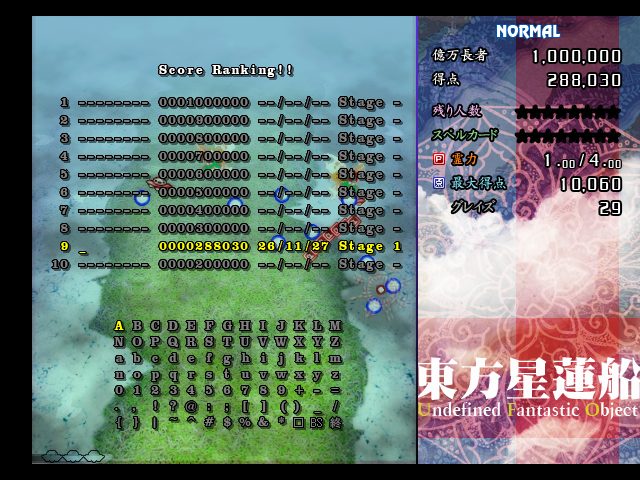 Score Ranking!!
1 -------- 0001000000 --/--/-- Stage -
2 -------- 0000900000 --/--/-- Stage -
3 -------- 0000800000 --/--/-- Stage -
4 -------- 0000700000 --/--/-- Stage -
5 -------- 0000600000 --/--/-- Stage -
6 -------- 0000500000 --/--/-- Stage -
7 -------- 0000400000 --/--/-- Stage -
8 -------- 0000300000 --/--/-- Stage -
9 _ 0000288030 26/11/27 Stage 1
10 -------- 0000200000 --/--/-- Stage -
A B C D E F G H I J K L M
N O P Q R S T U V W X Y Z
a b c d e f g h i j k l m
n o p q r s t u v w x y z
0 1 2 3 4 5 6 7 8 9 + - =
. , ! ? @ : ; [ ] ( ) _ /
{ } | ~ ^ # $ % & * □ BS 終
NORMAL
億万長者 1,000,000
得点 288,030
残り人数 ★★★★★★★★
スペルカード ★★★★★★★★
P 霊力 1.00/4.00
点 最大得点 10,060
グレイズ 29
東方星蓮船
Undefined Fantastic Object